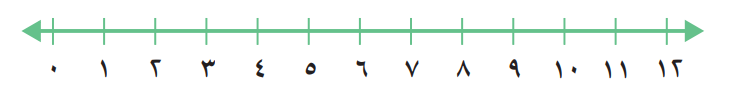 ٠ ١ ٢ ٣ ٤ ٥ ٦ ٧ ٨ ٩ ١٠ ١١ ١٢